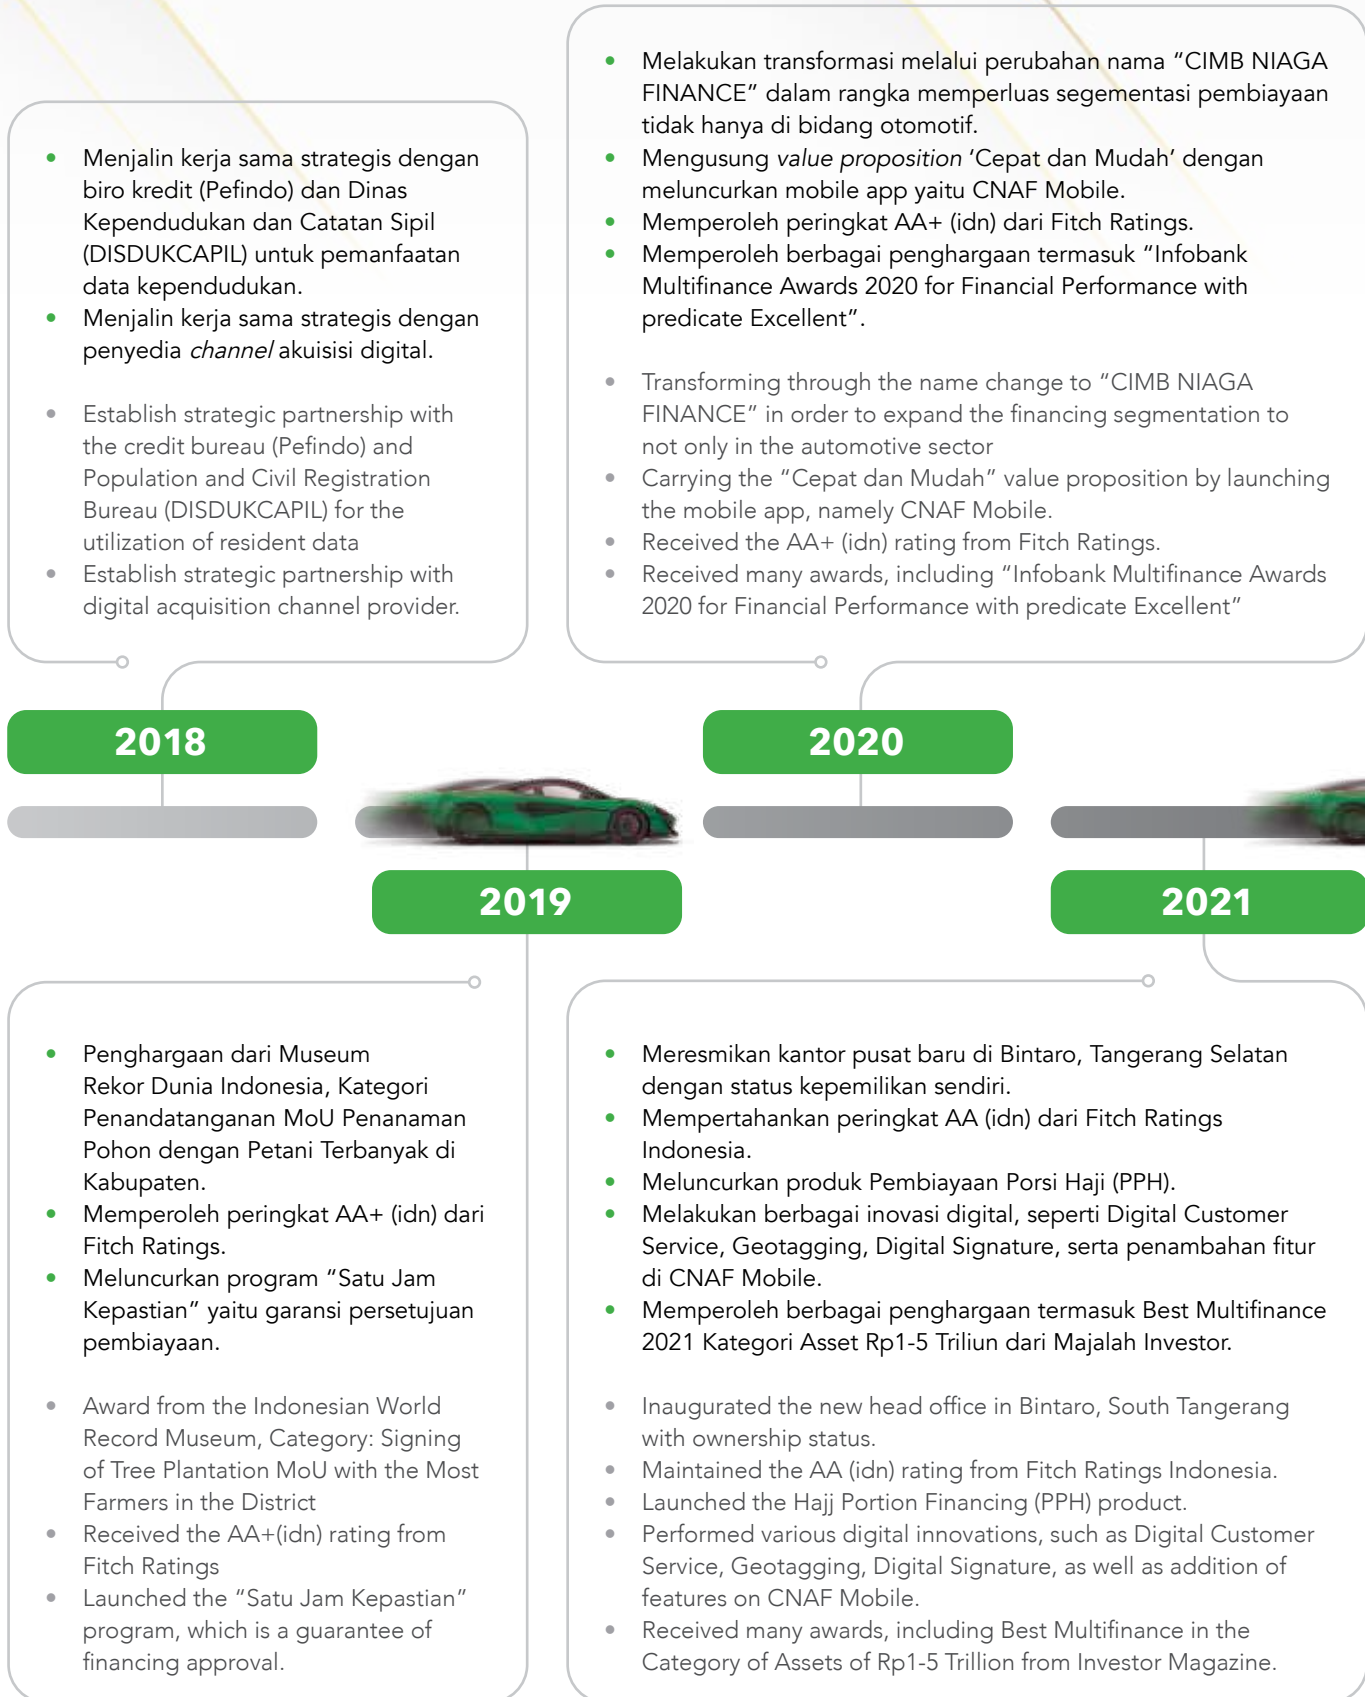 • Menjalin kerja sama strategis dengan
biro kredit (Pefindo) dan Dinas
Kependudukan dan Catatan Sipil
(DISDUKCAPIL) untuk pemanfaatan
data kependudukan.
• Menjalin kerja sama strategis dengan
penyedia channel akuisisi digital.
• Establish strategic partnership with
the credit bureau (Pefindo) and
Population and Civil Registration
Bureau (DISDUKCAPIL) for the
utilization of resident data
• Establish strategic partnership with
digital acquisition channel provider.
2018
• Melakukan transformasi melalui perubahan nama “CIMB NIAGA
FINANCE” dalam rangka memperluas segementasi pembiayaan
tidak hanya di bidang otomotif.
• Mengusung value proposition ‘Cepat dan Mudah’ dengan
meluncurkan mobile app yaitu CNAF Mobile.
• Memperoleh peringkat AA+ (idn) dari Fitch Ratings.
• Memperoleh berbagai penghargaan termasuk “Infobank
Multifinance Awards 2020 for Financial Performance with
predicate Excellent”.
• Transforming through the name change to “CIMB NIAGA
FINANCE” in order to expand the financing segmentation to
not only in the automotive sector
• Carrying the “Cepat dan Mudah” value proposition by launching
the mobile app, namely CNAF Mobile.
• Received the AA+ (idn) rating from Fitch Ratings.
• Received many awards, including “Infobank Multifinance Awards
2020 for Financial Performance with predicate Excellent”
2020
2019
• Penghargaan dari Museum
Rekor Dunia Indonesia, Kategori
Penandatanganan MoU Penanaman
Pohon dengan Petani Terbanyak di
Kabupaten.
• Memperoleh peringkat AA+ (idn) dari
Fitch Ratings.
• Meluncurkan program “Satu Jam
Kepastian” yaitu garansi persetujuan
pembiayaan.
• Award from the Indonesian World
Record Museum, Category: Signing
of Tree Plantation MoU with the Most
Farmers in the District
• Received the AA+(idn) rating from
Fitch Ratings
• Launched the “Satu Jam Kepastian”
program, which is a guarantee of
financing approval.
2021
• Meresmikan kantor pusat baru di Bintaro, Tangerang Selatan
dengan status kepemilikan sendiri.
• Mempertahankan peringkat AA (idn) dari Fitch Ratings
Indonesia.
• Meluncurkan produk Pembiayaan Porsi Haji (PPH).
• Melakukan berbagai inovasi digital, seperti Digital Customer
Service, Geotagging, Digital Signature, serta penambahan fitur
di CNAF Mobile.
• Memperoleh berbagai penghargaan termasuk Best Multifinance
2021 Kategori Asset Rp1-5 Triliun dari Majalah Investor.
• Inaugurated the new head office in Bintaro, South Tangerang
with ownership status.
• Maintained the AA (idn) rating from Fitch Ratings Indonesia.
• Launched the Hajj Portion Financing (PPH) product.
• Performed various digital innovations, such as Digital Customer
Service, Geotagging, Digital Signature, as well as addition of
features on CNAF Mobile.
• Received many awards, including Best Multifinance in the
Category of Assets of Rp1-5 Trillion from Investor Magazine.